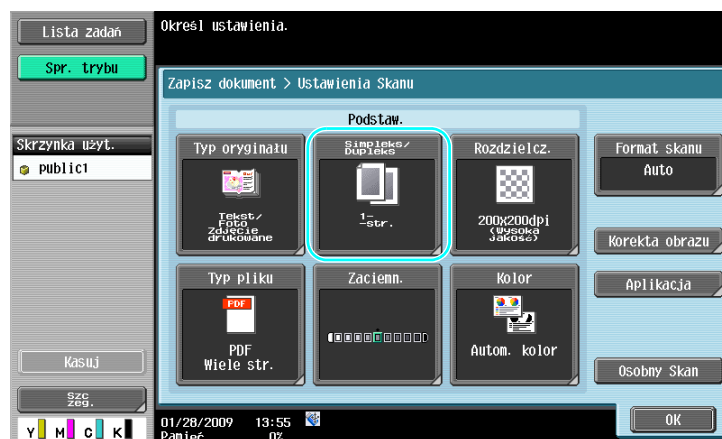 Lista zadań
Określ ustawienia.
Spr. trybu
Zapisz dokument > Ustawienia Skanu
Podstaw.
Skrzynka użyt.
public1
Typ oryginału
Simpleks/
Dupleks
Rozdzielcz.
Format skanu
Auto
Tekst/
Foto
Zdjęcie
drukowane
1-
-str.
200X200dpi
(Wysoka
jakość)
Korekta obrazu
Typ pliku
Zaciemn.
Kolor
Aplikacja
PDF
PDF
Wiele str.
Autom. kolor
Kasuj
Osobny Skan
Szc
zeg.
OK
Y M C K
01/28/2009 13:55
Pamięć 0%